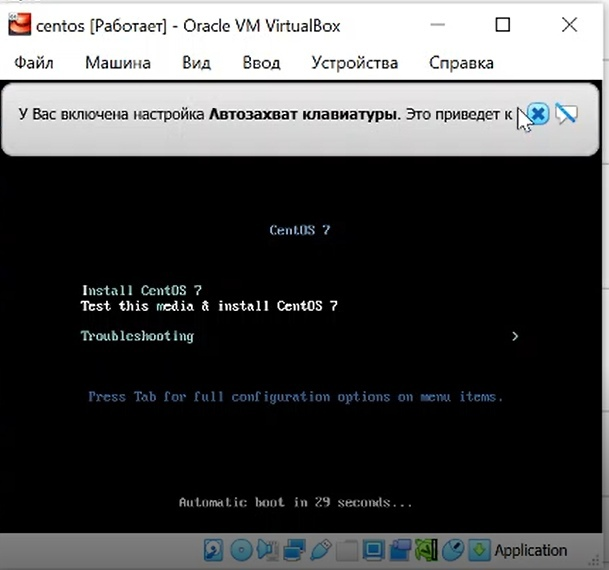 centos [Работает] - Oracle VM VirtualBox
Файл Машина Вид Ввод Устройства Справка
У Вас включена настройка Автозахват клавиатуры. Это приведет к
CentOS 7
Install CentOS 7
Test this media & install CentOS 7
Troubleshooting >
Press Tab for full configuration options on menu items.
Automatic boot in 29 seconds...
Application